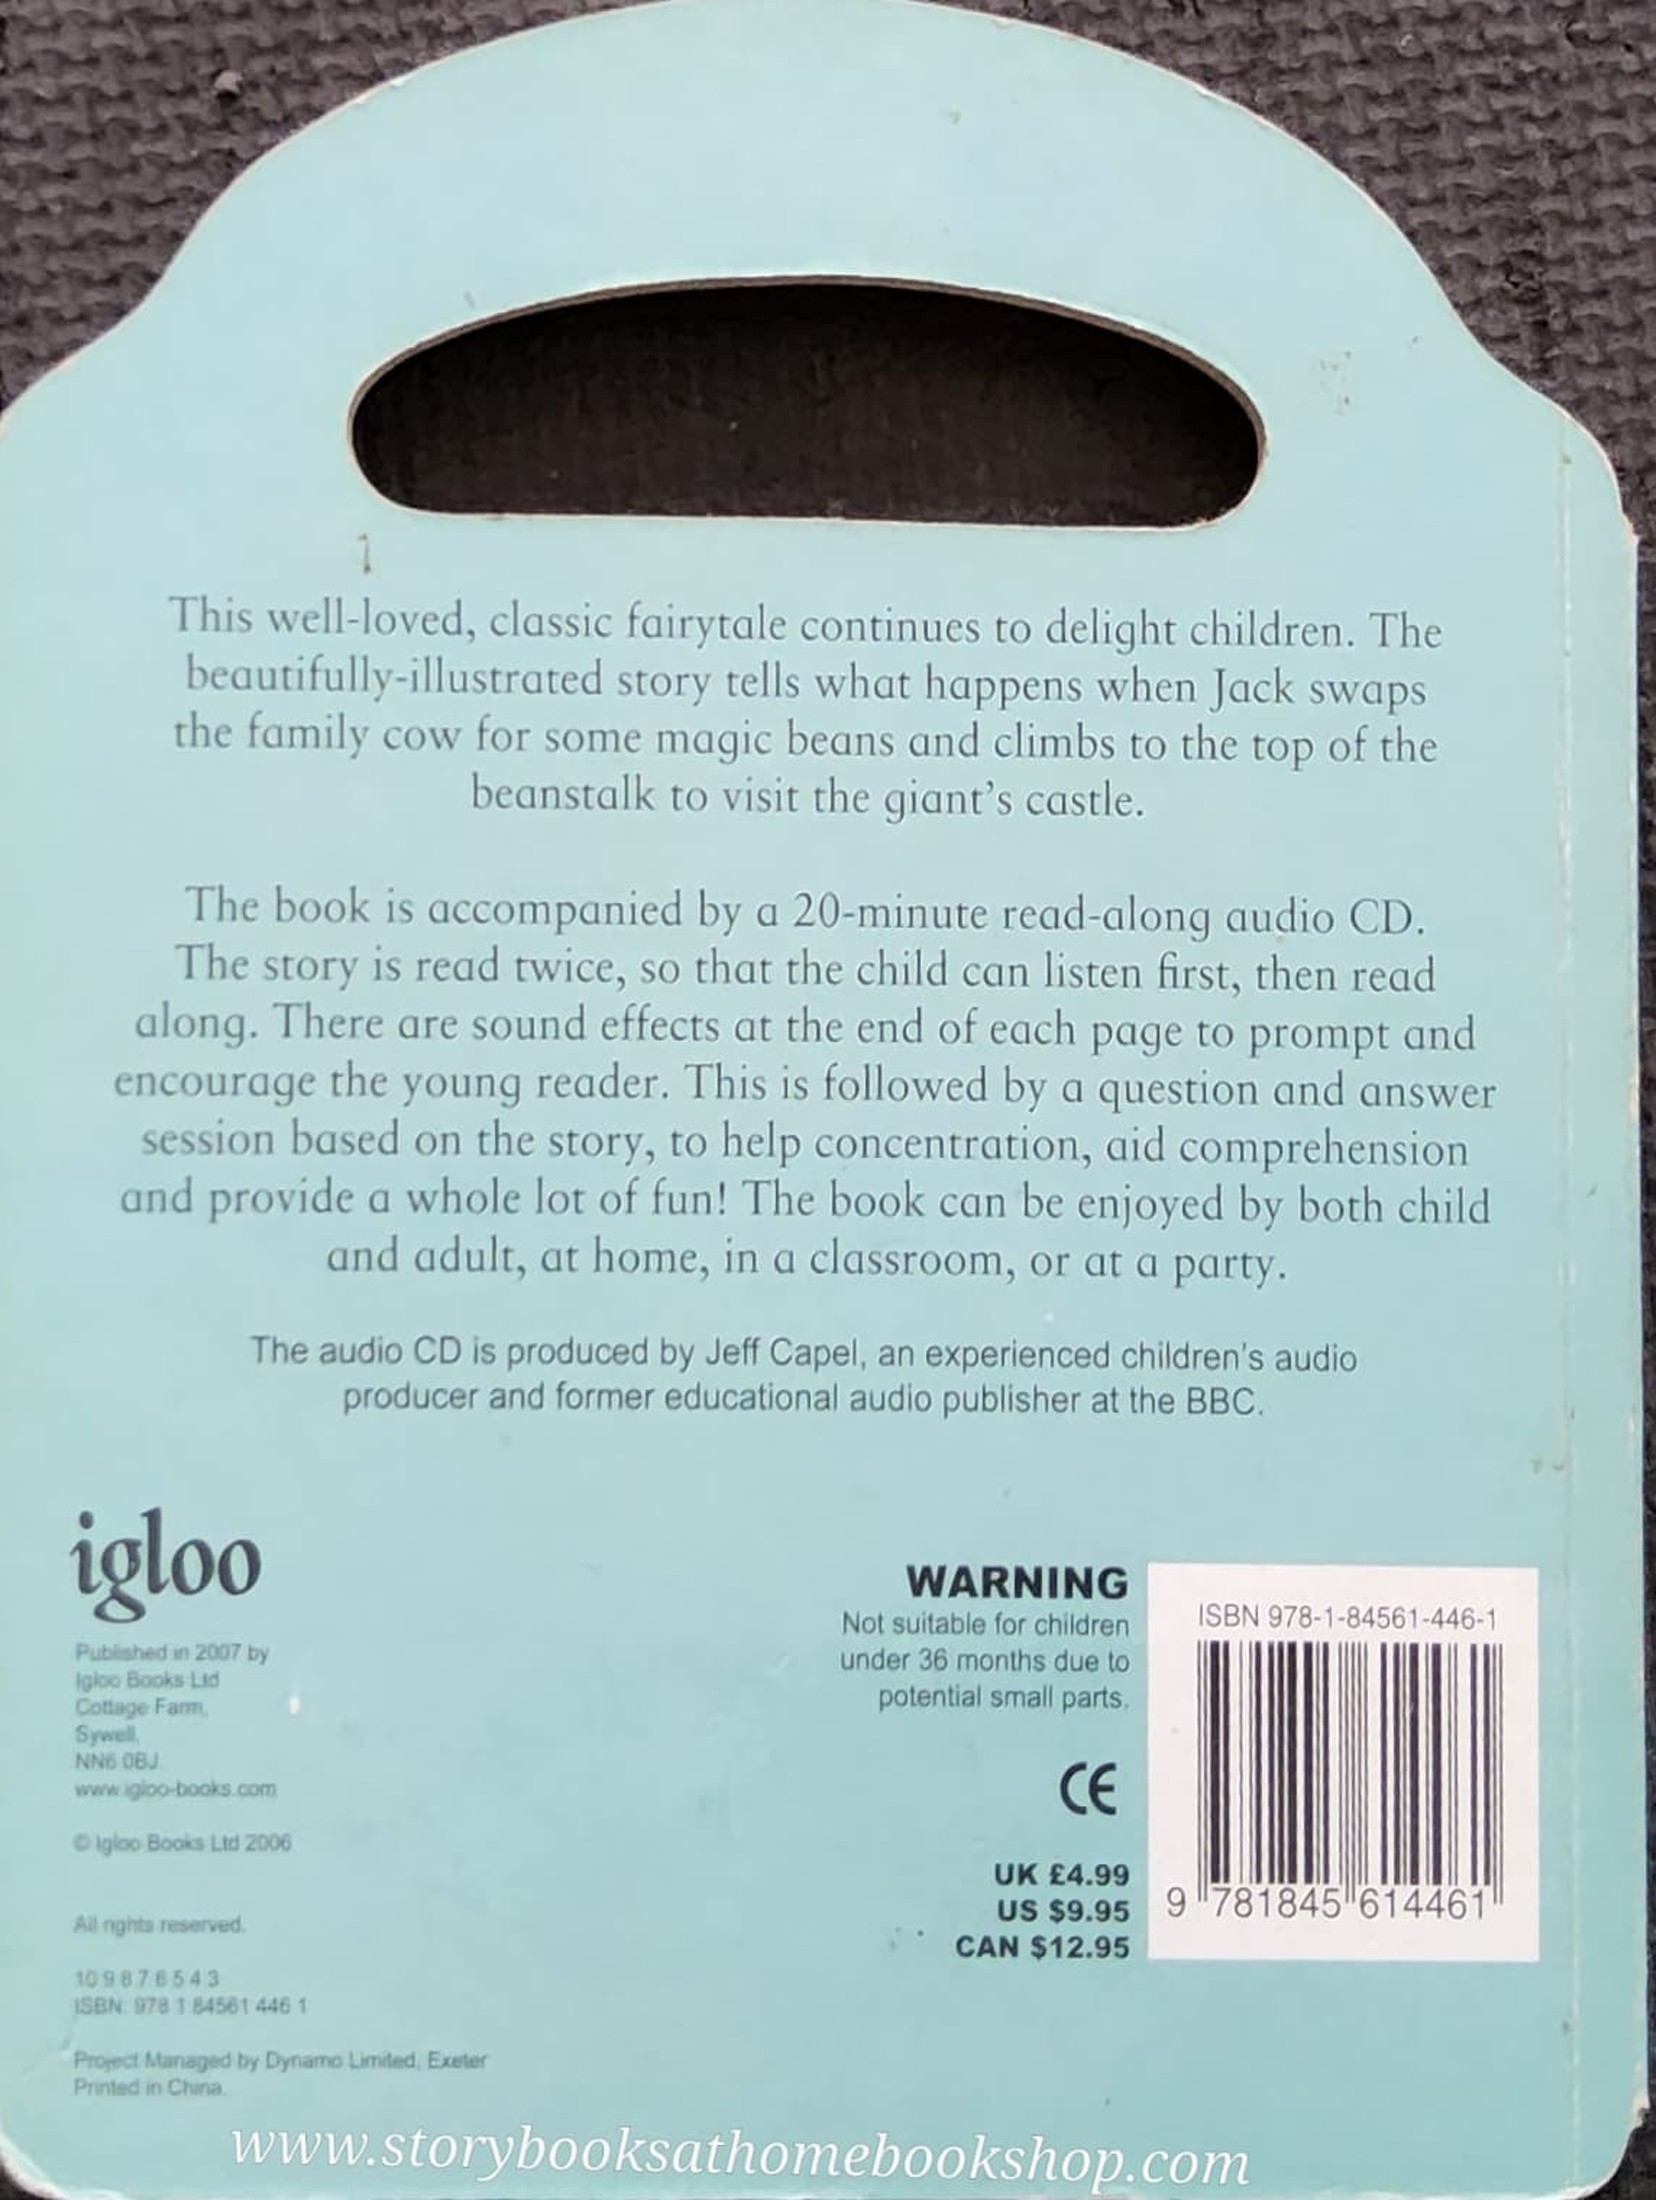 This well-loved, classic fairytale continues to delight children. The
beautifully-illustrated story tells what happens when Jack swaps
the family cow for some magic beans and climbs to the top of the
beanstalk to visit the giant's castle.
The book is accompanied by a 20-minute read-along audio CD.
The story is read twice, so that the child can listen first, then read
along. There are sound effects at the end of each page to prompt and
encourage the young reader. This is followed by a question and answer
session based on the story, to help concentration, aid comprehension
and provide a whole lot of fun! The book can be enjoyed by both child
and adult, at home, in a classroom, or at a party.
The audio CD is produced by Jeff Capel, an experienced children's audio
producer and former educational audio publisher at the BBC.
igloo
Published in 2007 by
Igloo Books Ltd
Cottage Farm,
Sywell,
NN6 0BJ.
www.igloo-books.com
© Igloo Books Ltd 2006
All rights reserved.
10 9 8 7 6 5 4 3
ISBN: 978 1 84561 446 1
Project Managed by Dynamo Limited, Exeter
Printed in China.
WARNING
Not suitable for children
under 36 months due to
potential small parts.
CE
UK £4.99
US $9.95
CAN $12.95
ISBN 978-1-84561-446-1
9 781845 614461
www.storybooksathomebookshop.com